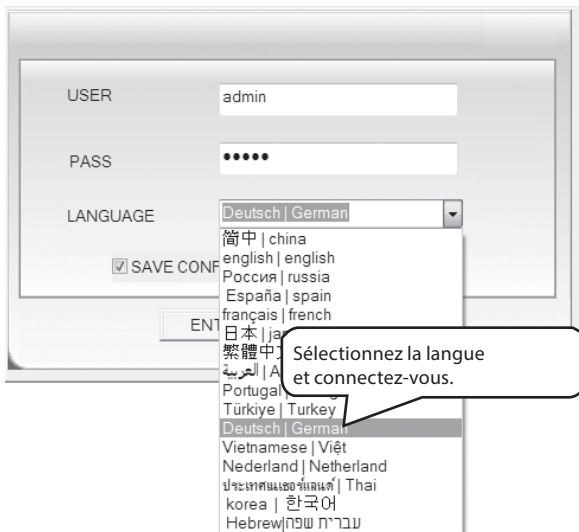 USER
admin
PASS
•••••
LANGUAGE
Deutsch | German
简中 | china
english | english
SAVE CONF
Россия | russia
España | spain
français | french
ENT
日本 | ja
繁體中
Sélectionnez la langue
et connectez-vous.
العربية | A
Portugal
Türkiye | Turkey
Deutsch | German
Vietnamese | Việt
Nederland | Netherland
ประเทศเธอร์แลนด์ | Thai
korea | 한국어
Hebrew|עברית שפה